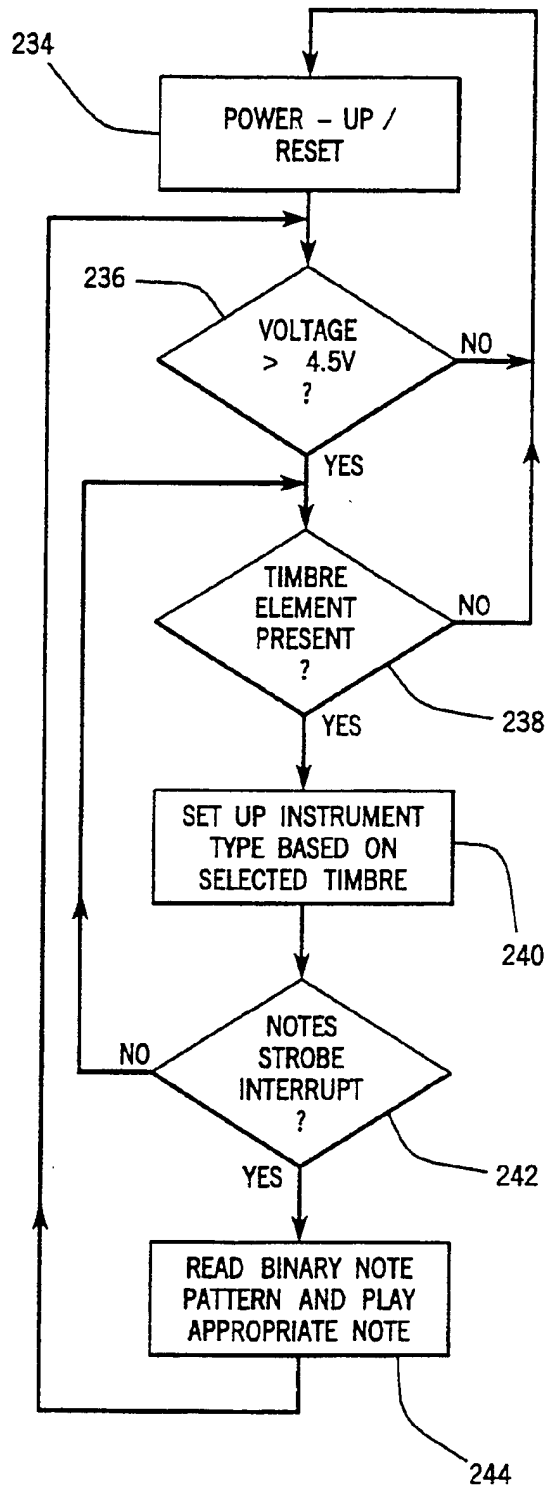 234
POWER – UP /
RESET
236
VOLTAGE
> 4.5V
?
NO
YES
TIMBRE
ELEMENT
PRESENT
?
NO
YES
238
SET UP INSTRUMENT
TYPE BASED ON
SELECTED TIMBRE
240
NOTES
STROBE
INTERRUPT
?
NO
YES
242
READ BINARY NOTE
PATTERN AND PLAY
APPROPRIATE NOTE
244